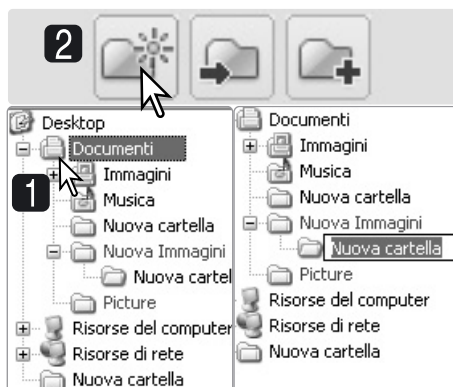 2
1
Desktop
Documenti
Immagini
Musica
Nuova cartella
Nuova Immagini
Nuova cartel
Picture
Risorse del computer
Risorse di rete
Nuova cartella
Documenti
Immagini
Musica
Nuova cartella
Nuova Immagini
Nuova cartella
Picture
Risorse del computer
Risorse di rete
Nuova cartella